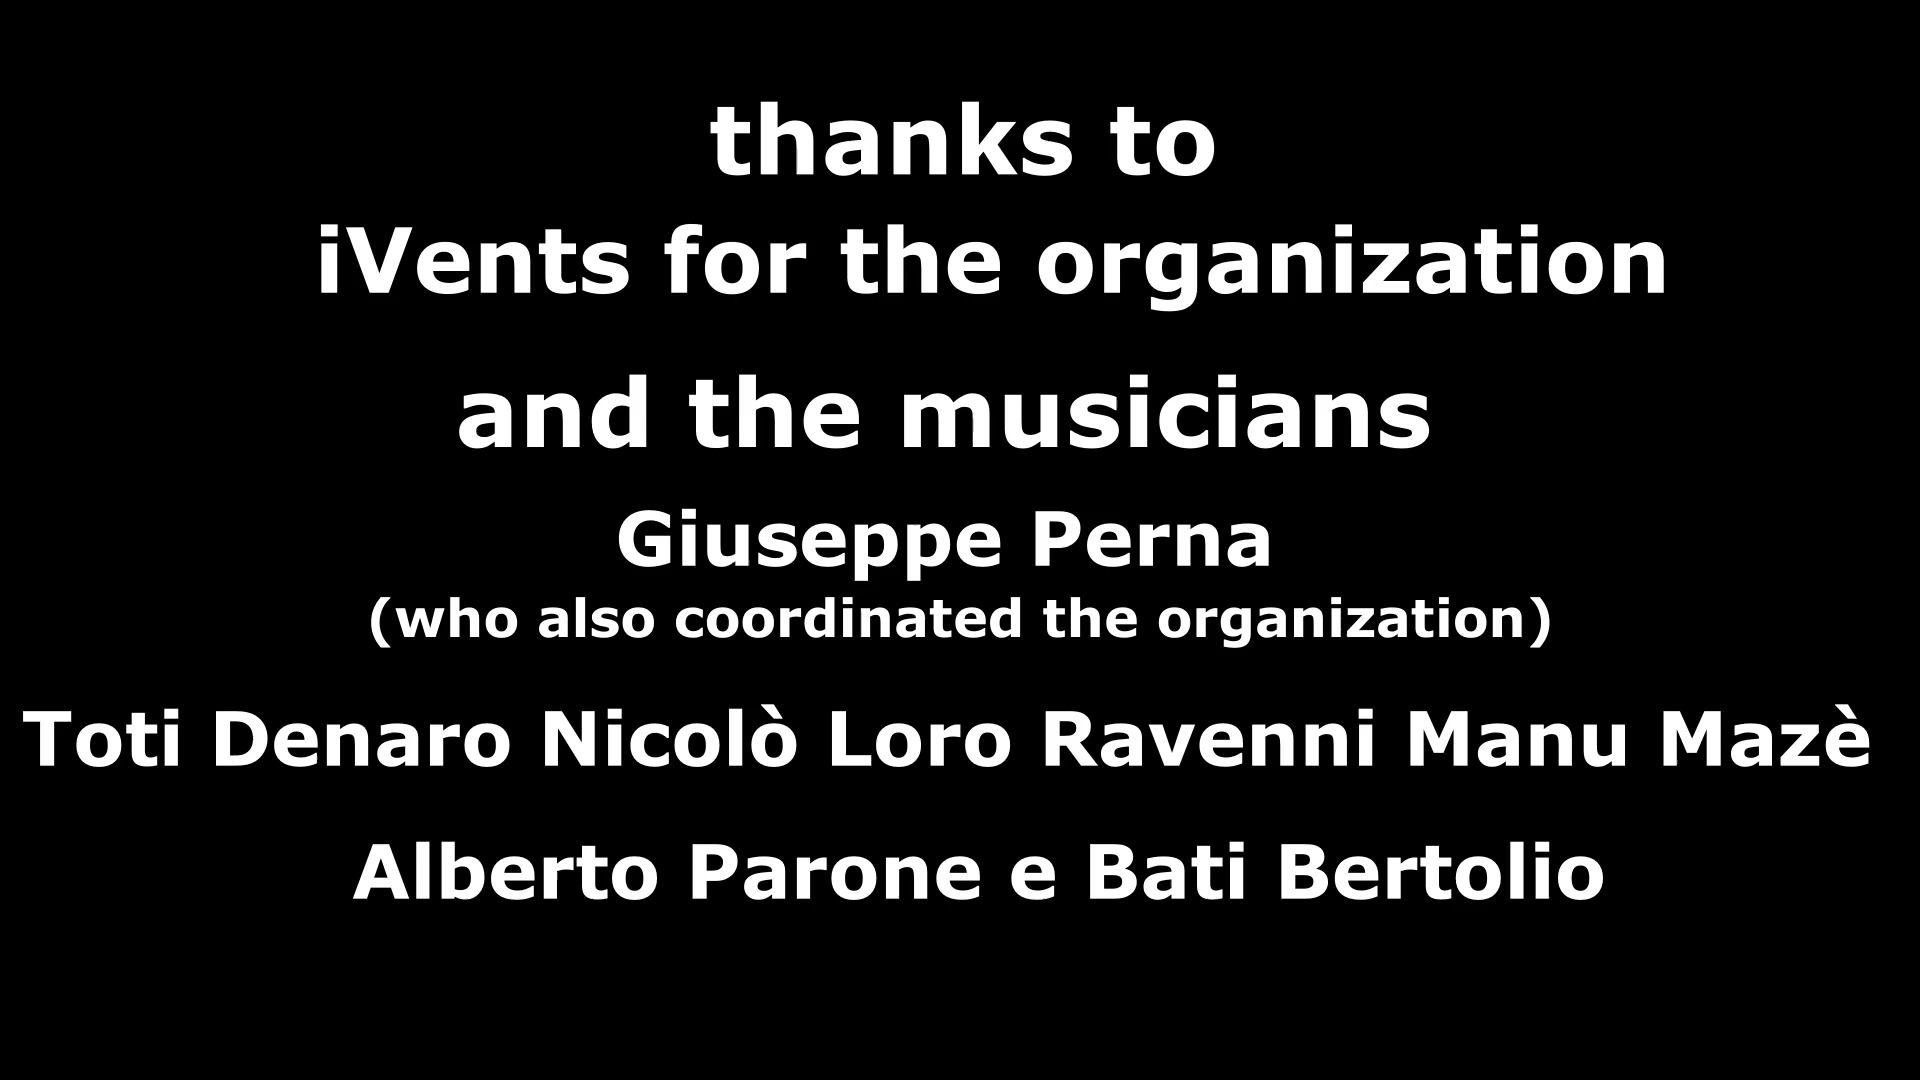 thanks to
iVents for the organization
and the musicians
Giuseppe Perna
(who also coordinated the organization)
Toti Denaro Nicolò Loro Ravenni Manu Mazè
Alberto Parone e Bati Bertolio